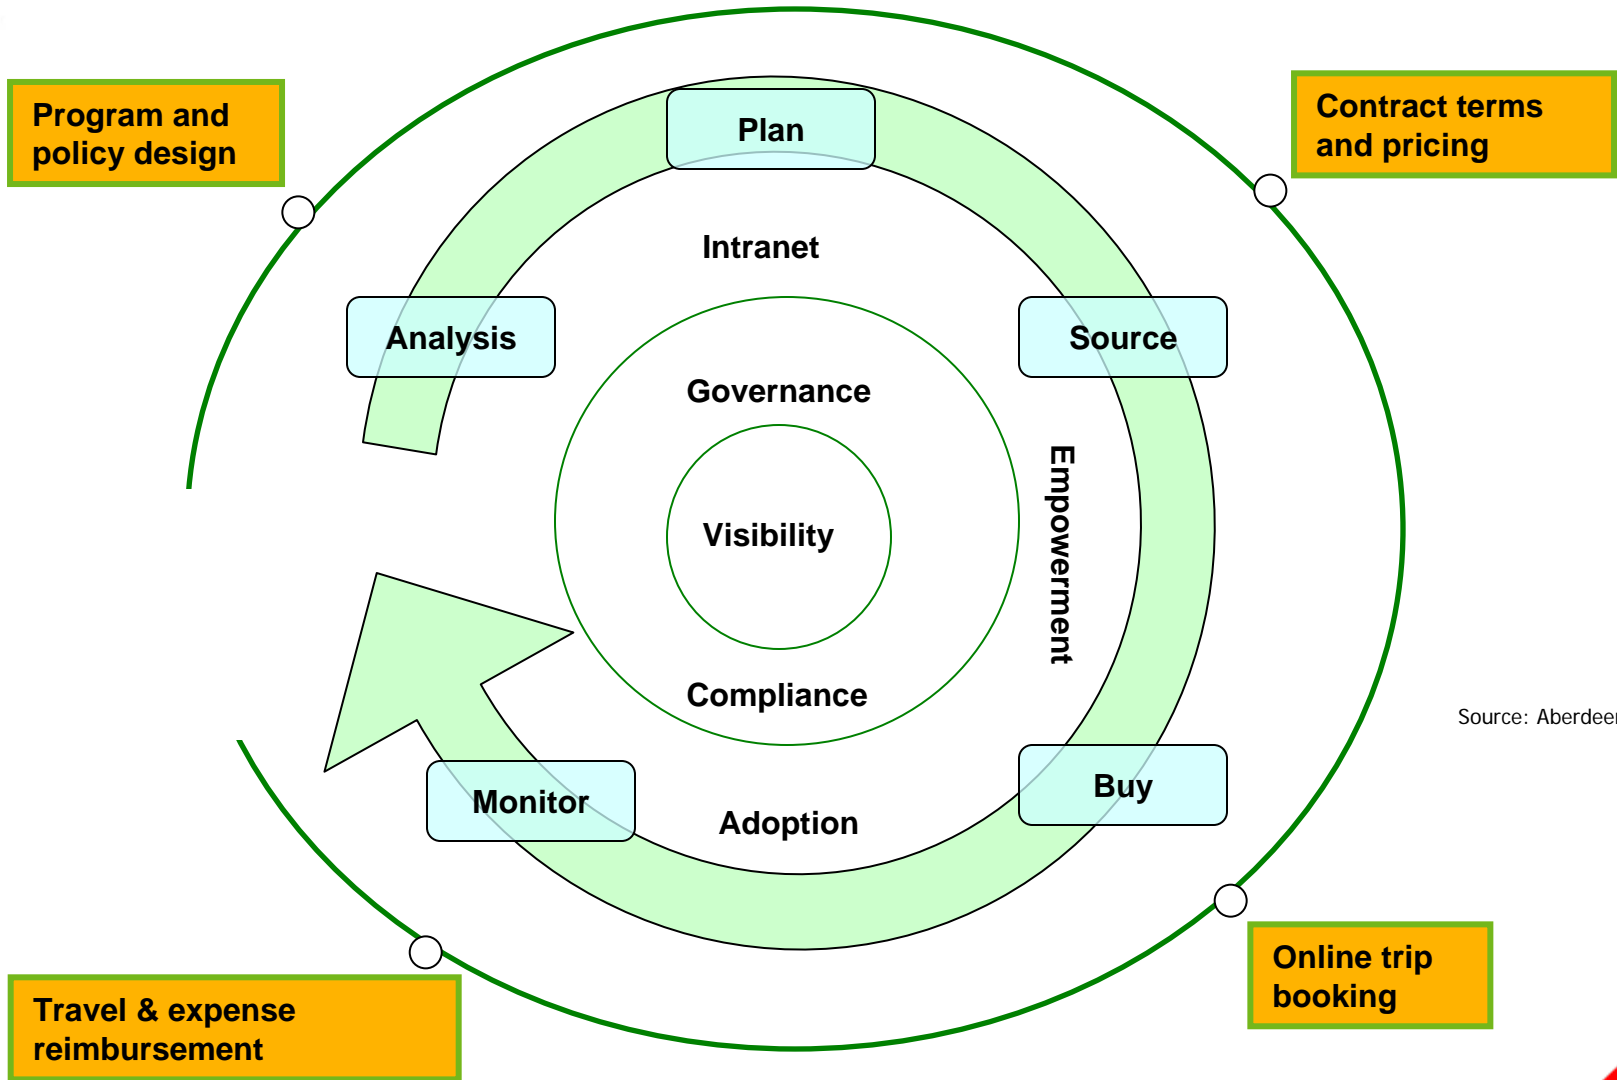 Program and
policy design
Contract terms
and pricing
Plan
Intranet
Analysis
Source
Governance
Empowerment
Visibility
Compliance
Source: Aberdeen
Monitor
Buy
Adoption
Online trip
booking
Travel & expense
reimbursement